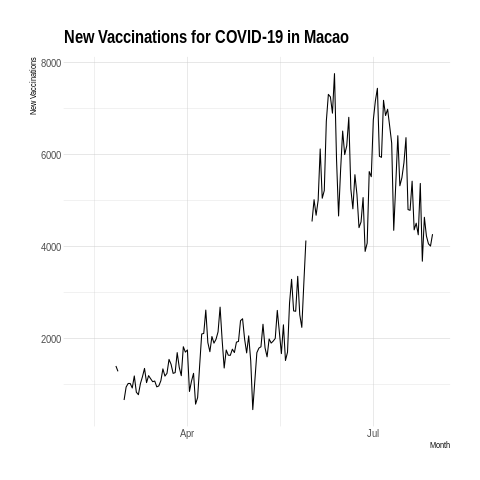 New Vaccinations for COVID-19 in Macao
New Vaccinations
8000
6000
4000
2000
Apr
Jul
Month